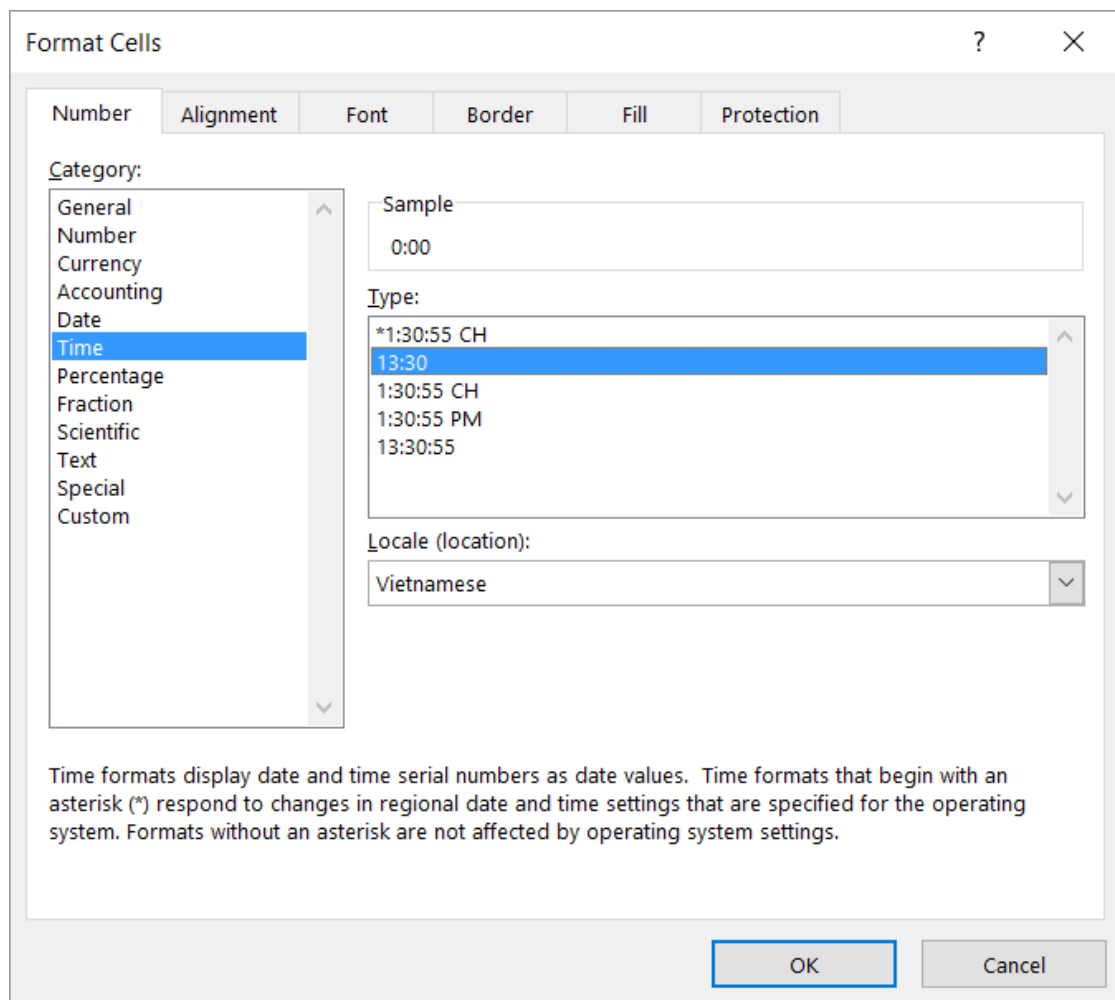 Format Cells
?
Number Alignment Font Border Fill Protection
Category:
General
Number
Currency
Accounting
Date
Time
Percentage
Fraction
Scientific
Text
Special
Custom
Sample
0:00
Type:
*1:30:55 CH
13:30
1:30:55 CH
1:30:55 PM
13:30:55
Locale (location):
Vietnamese
Time formats display date and time serial numbers as date values.  Time formats that begin with an
asterisk (*) respond to changes in regional date and time settings that are specified for the operating
system. Formats without an asterisk are not affected by operating system settings.
OK Cancel